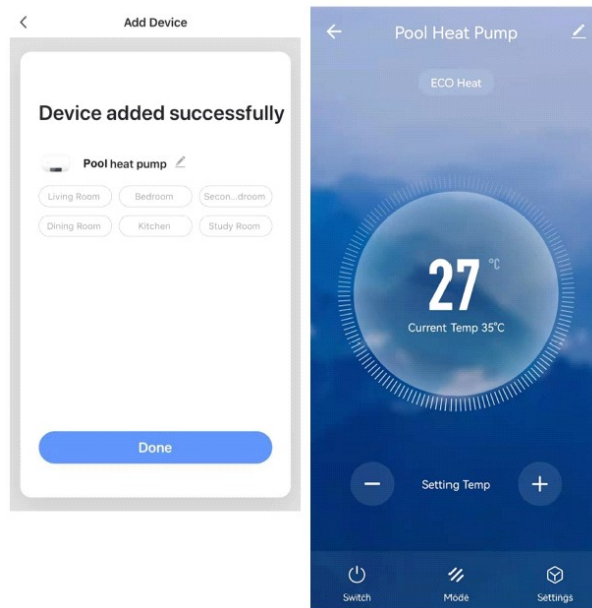 Add Device
Device added successfully
Pool heat pump
Living Room Bedroom Secon...droom
Dining Room Kitchen Study Room
Done
Pool Heat Pump
ECO Heat
27 °C
Current Temp 35°C
Setting Temp
Switch Mode Settings